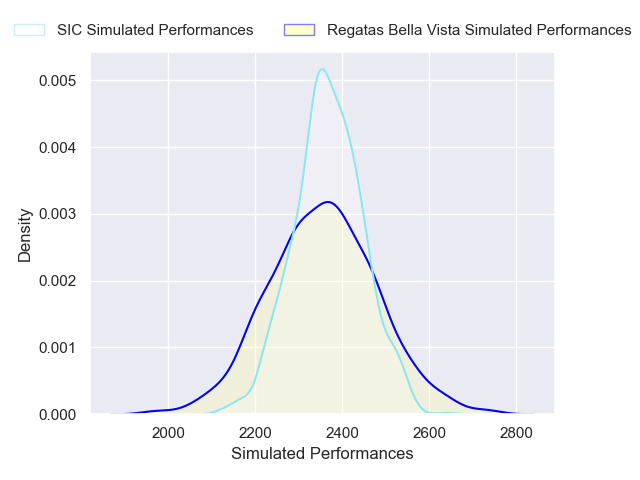 SIC Simulated Performances
Regatas Bella Vista Simulated Performances
0.005
0.004
0.003
0.002
0.001
0.000
Density
2000
2200
2400
2600
2800
Simulated Performances